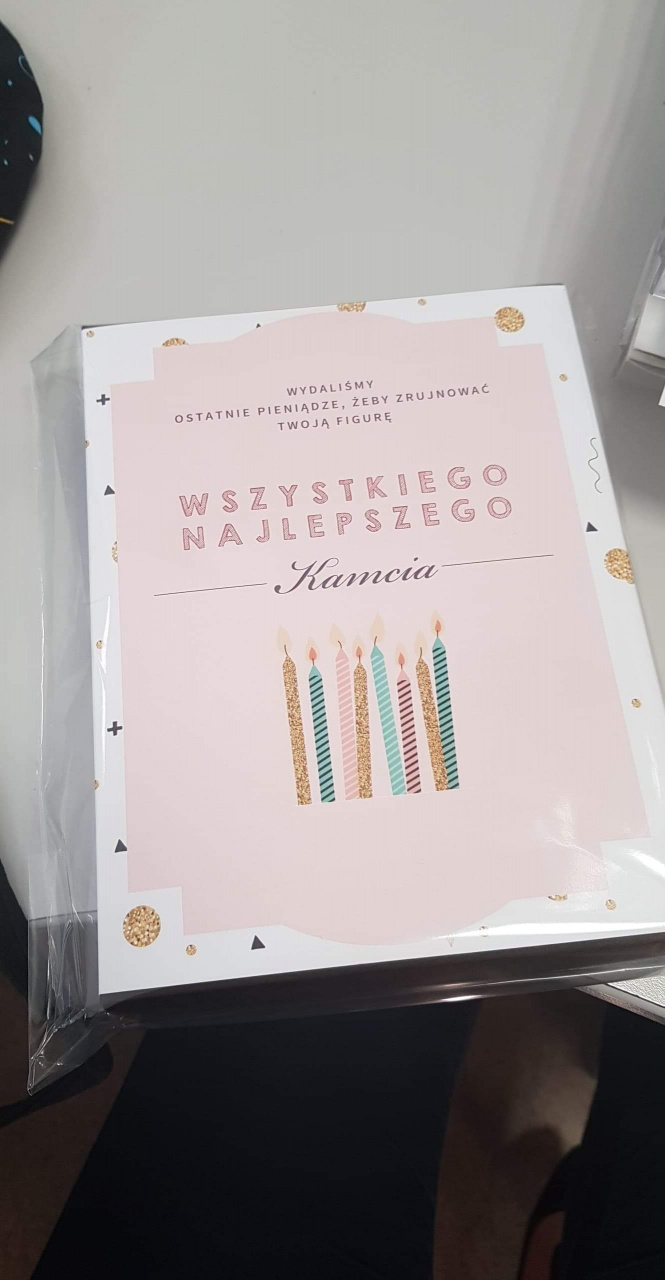 WYDALIŚMY
OSTATNIE PIENIĄDZE, ŻEBY ZRUJNOWAĆ
TWOJĄ FIGURĘ
WSZYSTKIEGO
NAJLEPSZEGO
Kamcia